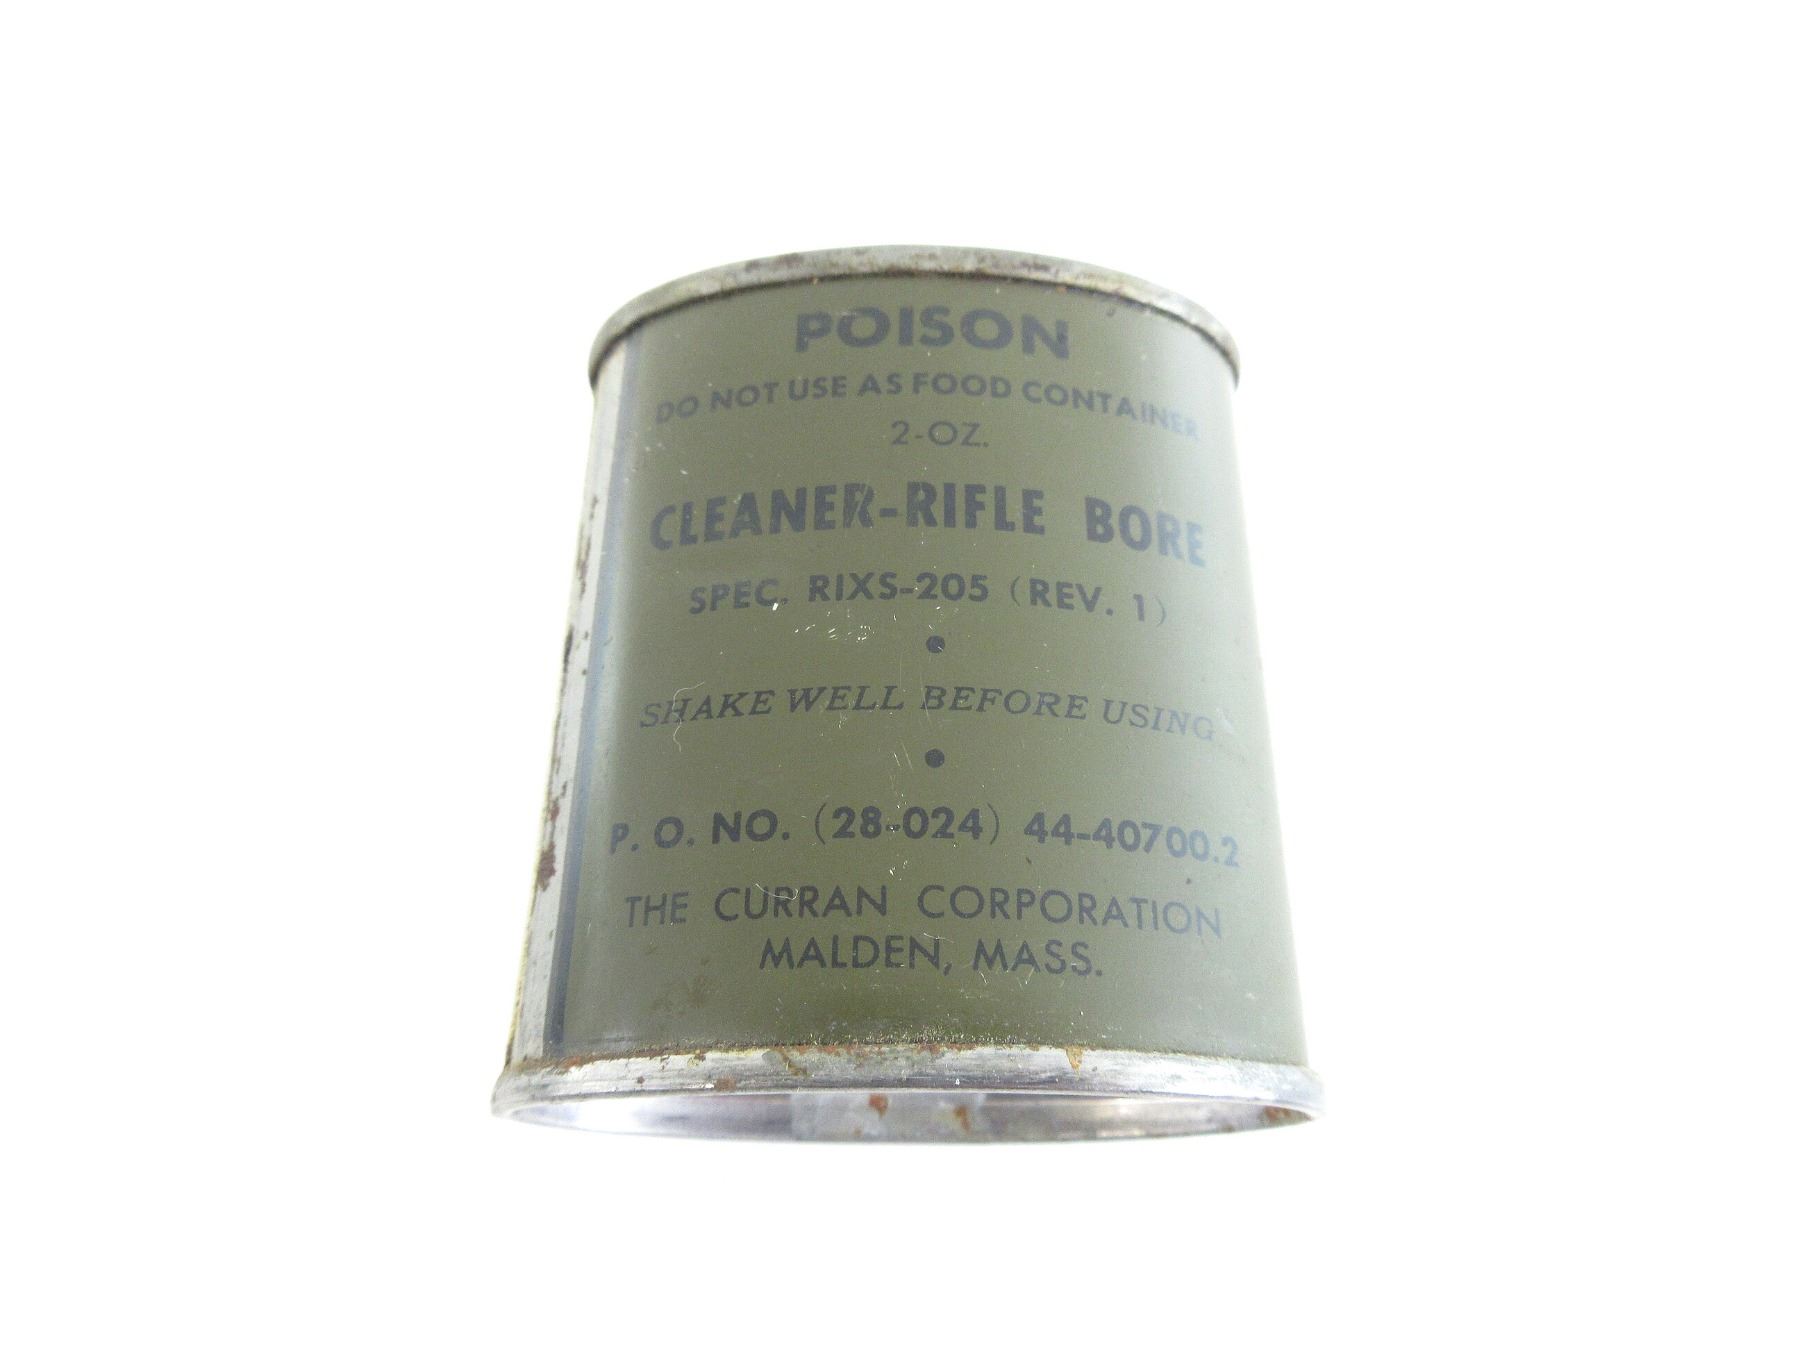 POISON
DO NOT USE AS FOOD CONTAINER
2-OZ.
CLEANER-RIFLE BORE
SPEC. RIXS-205 (REV. 1)
SHAKE WELL BEFORE USING
P. O. NO. (28-024) 44-40700.2
THE CURRAN CORPORATION
MALDEN, MASS.